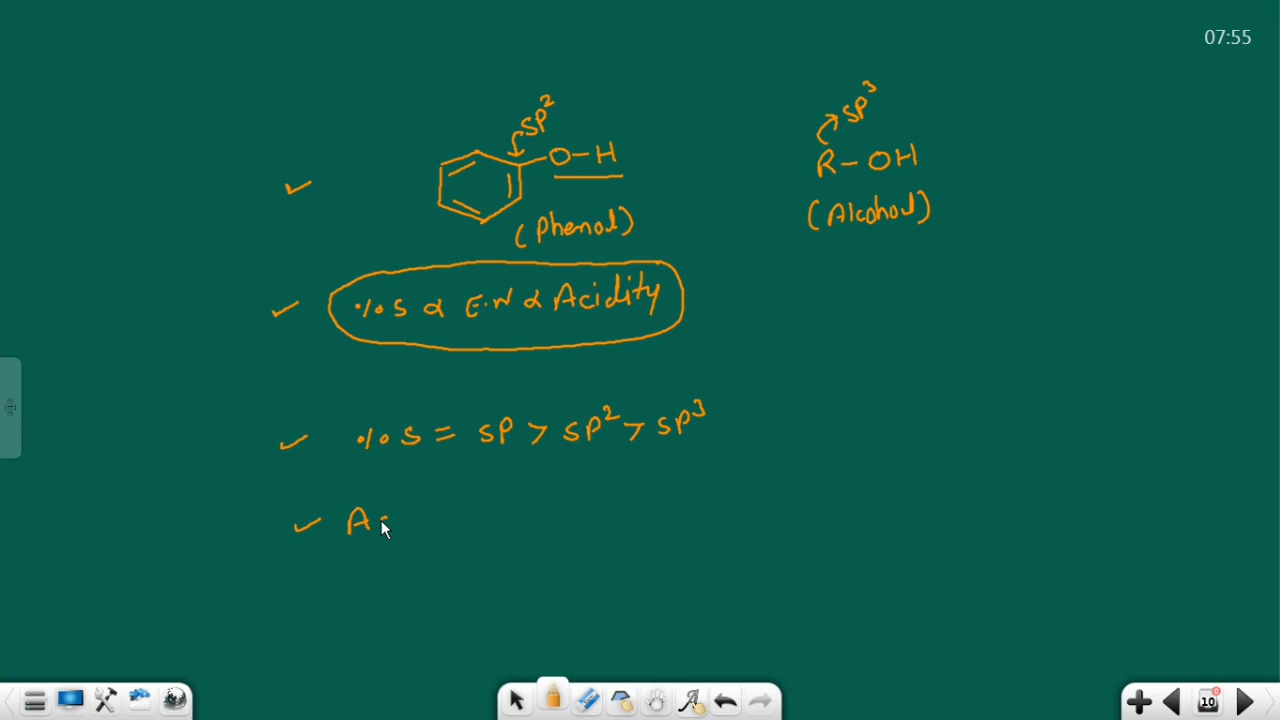 07:55
SP²
SP³
O-H
R-OH
(Phenol)
(Alcohol)
%S α E.N α Acidity
%S = SP > SP² > SP³
A
10